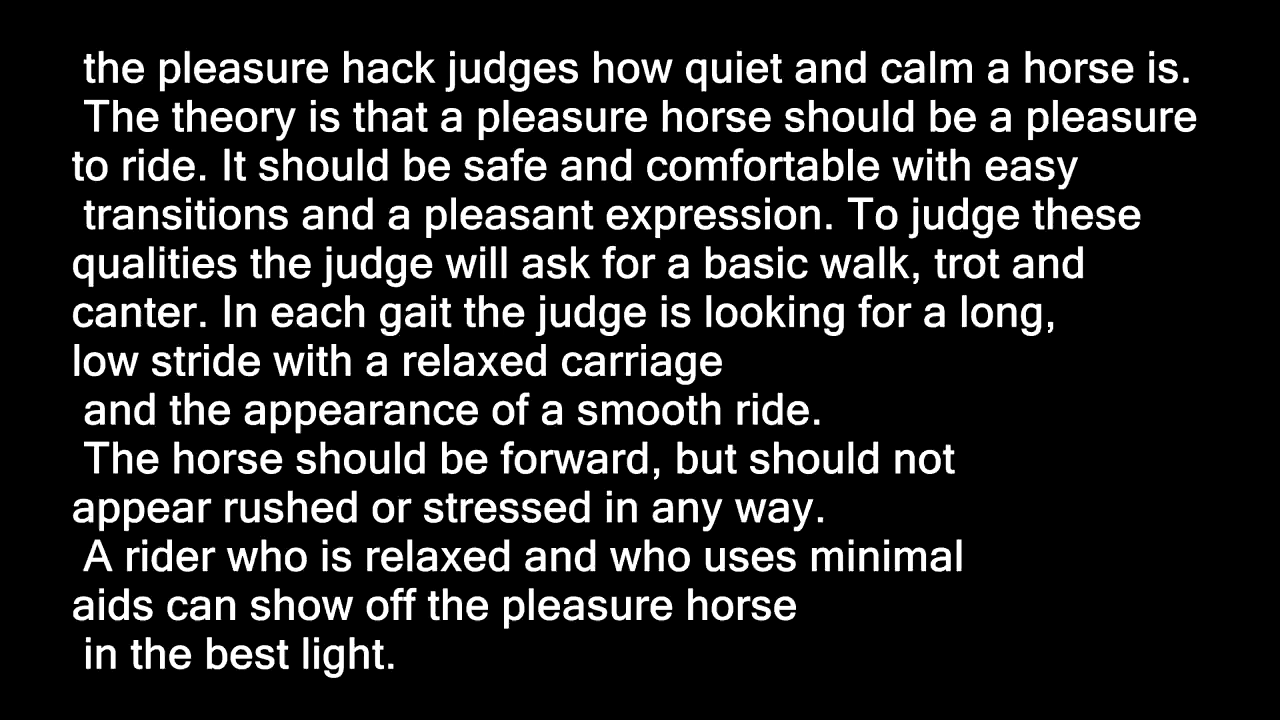 the pleasure hack judges how quiet and calm a horse is.
The theory is that a pleasure horse should be a pleasure
to ride. It should be safe and comfortable with easy
transitions and a pleasant expression. To judge these
qualities the judge will ask for a basic walk, trot and
canter. In each gait the judge is looking for a long,
low stride with a relaxed carriage
and the appearance of a smooth ride.
The horse should be forward, but should not
appear rushed or stressed in any way.
A rider who is relaxed and who uses minimal
aids can show off the pleasure horse
in the best light.